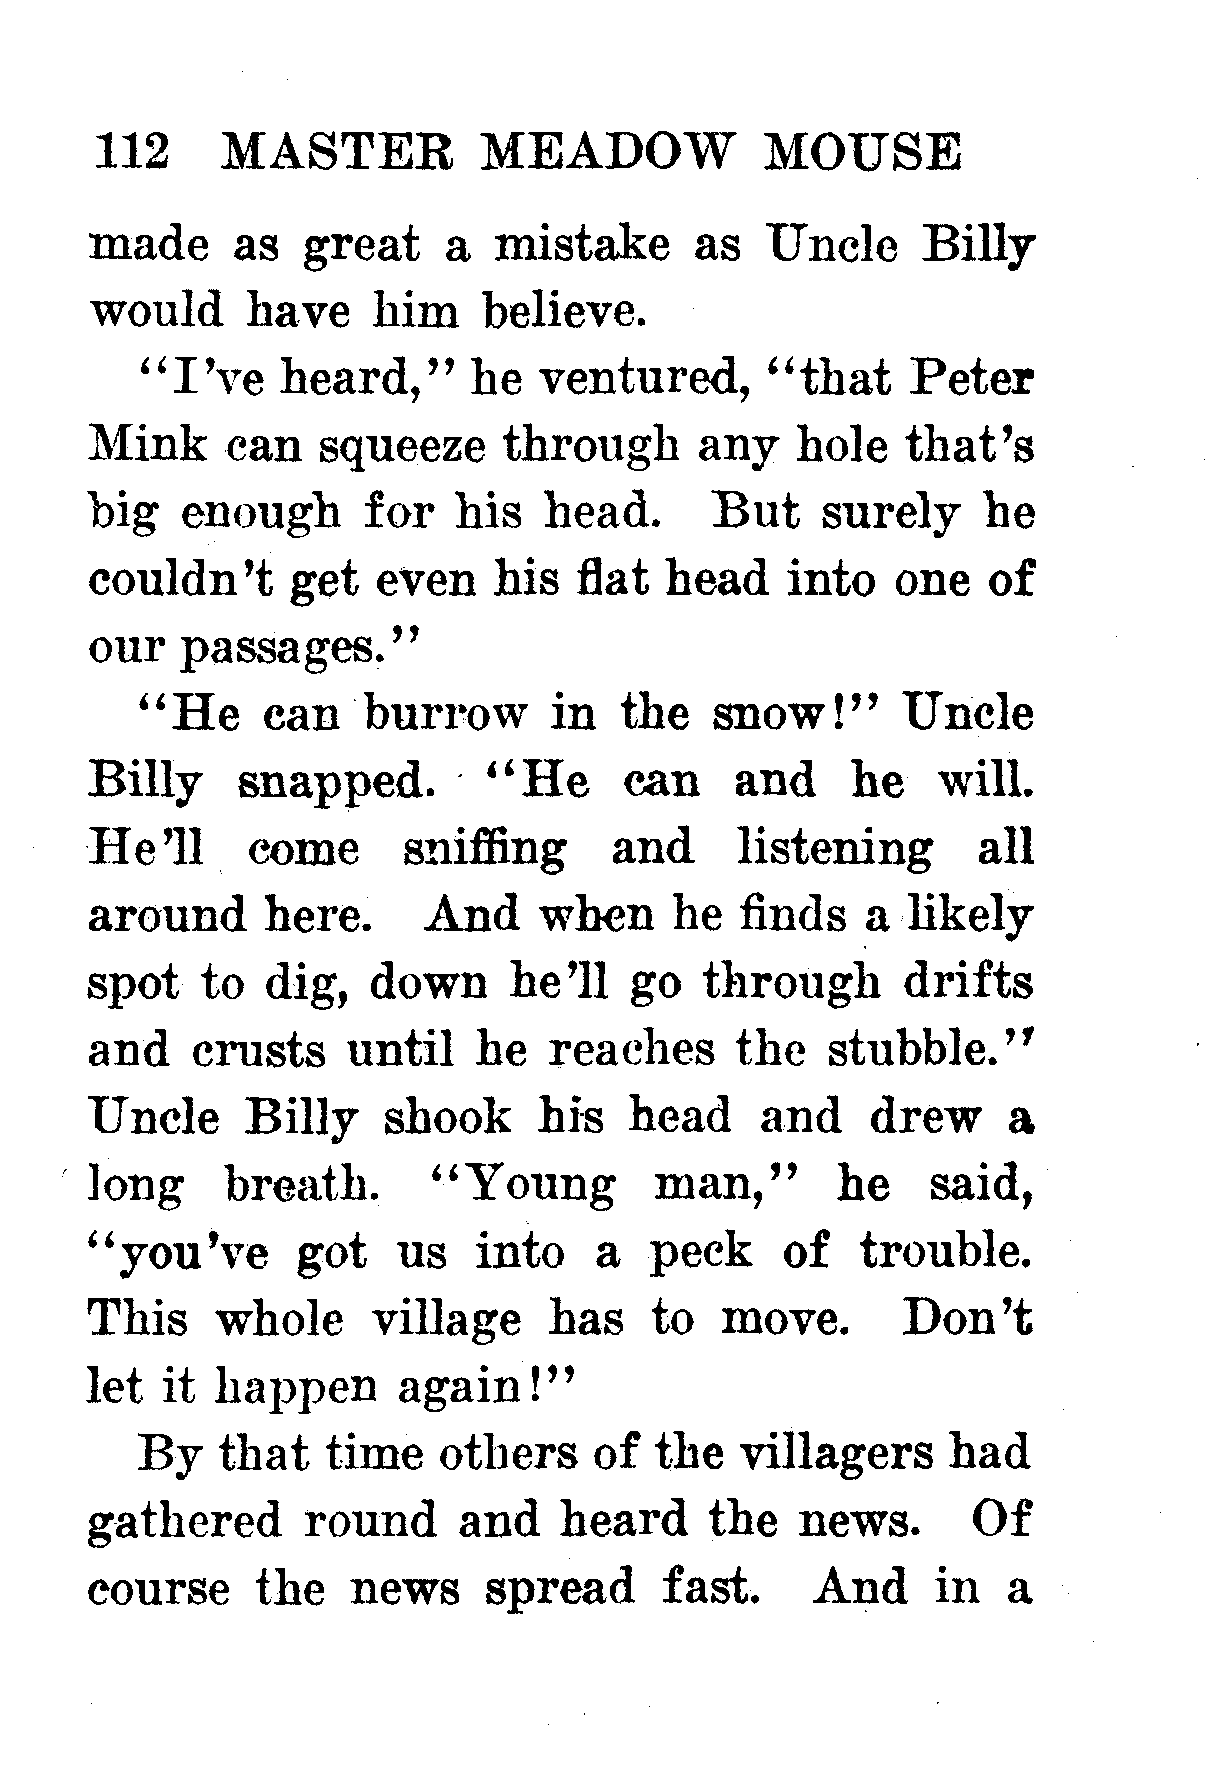 112 MASTER MEADOW MOUSE
made as great a mistake as Uncle Billy
would have him believe.
"I've heard," he ventured, "that Peter
Mink can squeeze through any hole that's
big enough for his head. But surely he
couldn't get even his flat head into one of
our passages."
"He can burrow in the snow!" Uncle
Billy snapped. "He can and he will.
He'll come sniffing and listening all
around here. And when he finds a likely
spot to dig, down he'll go through drifts
and crusts until he reaches the stubble."
Uncle Billy shook his head and drew a
long breath. "Young man," he said,
"you've got us into a peck of trouble.
This whole village has to move. Don't
let it happen again!"
By that time others of the villagers had
gathered round and heard the news. Of
course the news spread fast. And in a